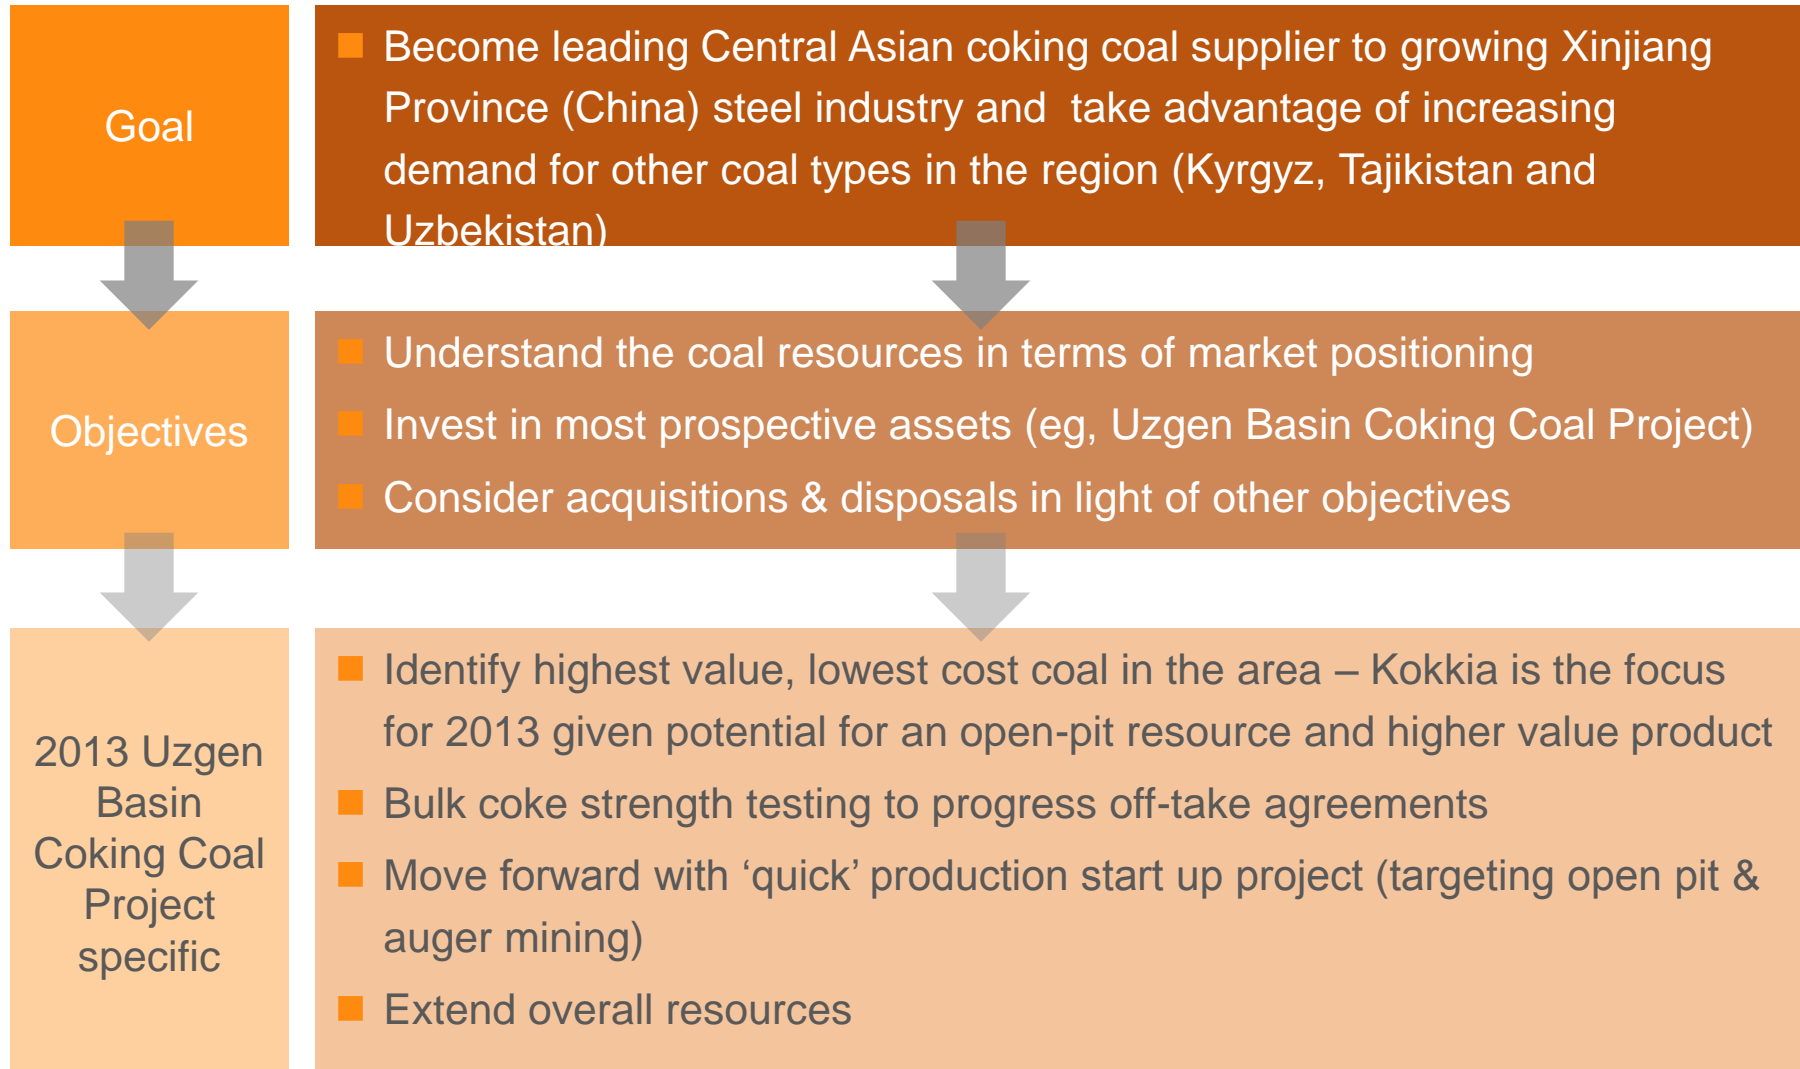 Goal
Become leading Central Asian coking coal supplier to growing Xinjiang
Province (China) steel industry and  take advantage of increasing
demand for other coal types in the region (Kyrgyz, Tajikistan and
Uzbekistan)
Objectives
Understand the coal resources in terms of market positioning
Invest in most prospective assets (eg, Uzgen Basin Coking Coal Project)
Consider acquisitions & disposals in light of other objectives
2013 Uzgen
Basin
Coking Coal
Project
specific
Identify highest value, lowest cost coal in the area – Kokkia is the focus
for 2013 given potential for an open-pit resource and higher value product
Bulk coke strength testing to progress off-take agreements
Move forward with ‘quick’ production start up project (targeting open pit &
auger mining)
Extend overall resources